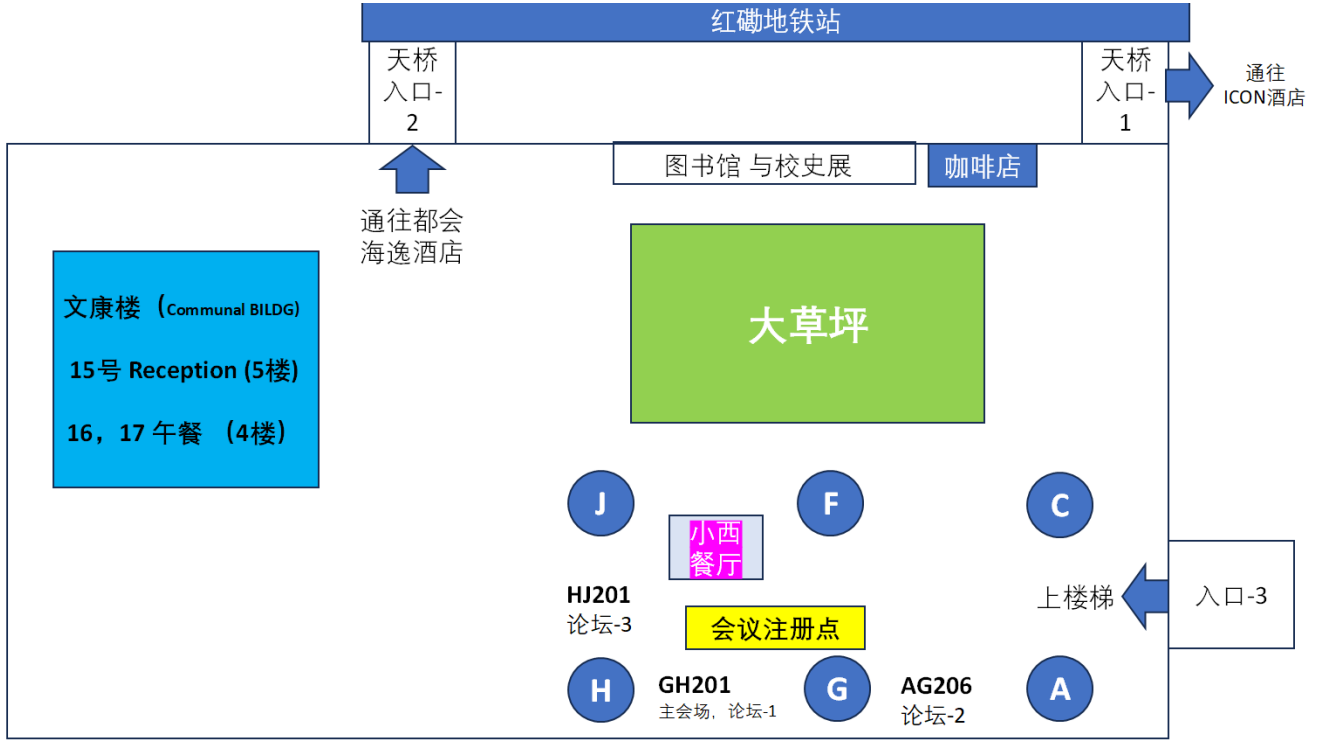 红磡地铁站
天桥
入口-
2
天桥
入口-
1
通往
ICON酒店
图书馆 与校史展
咖啡店
通往都会
海逸酒店
文康楼（Communal BILDG)
15号 Reception (5楼)
16，17 午餐 （4楼）
大草坪
J
F
C
小西
餐厅
HJ201
论坛-3
上楼梯
入口-3
会议注册点
H
GH201
主会场，论坛-1
G
AG206
论坛-2
A